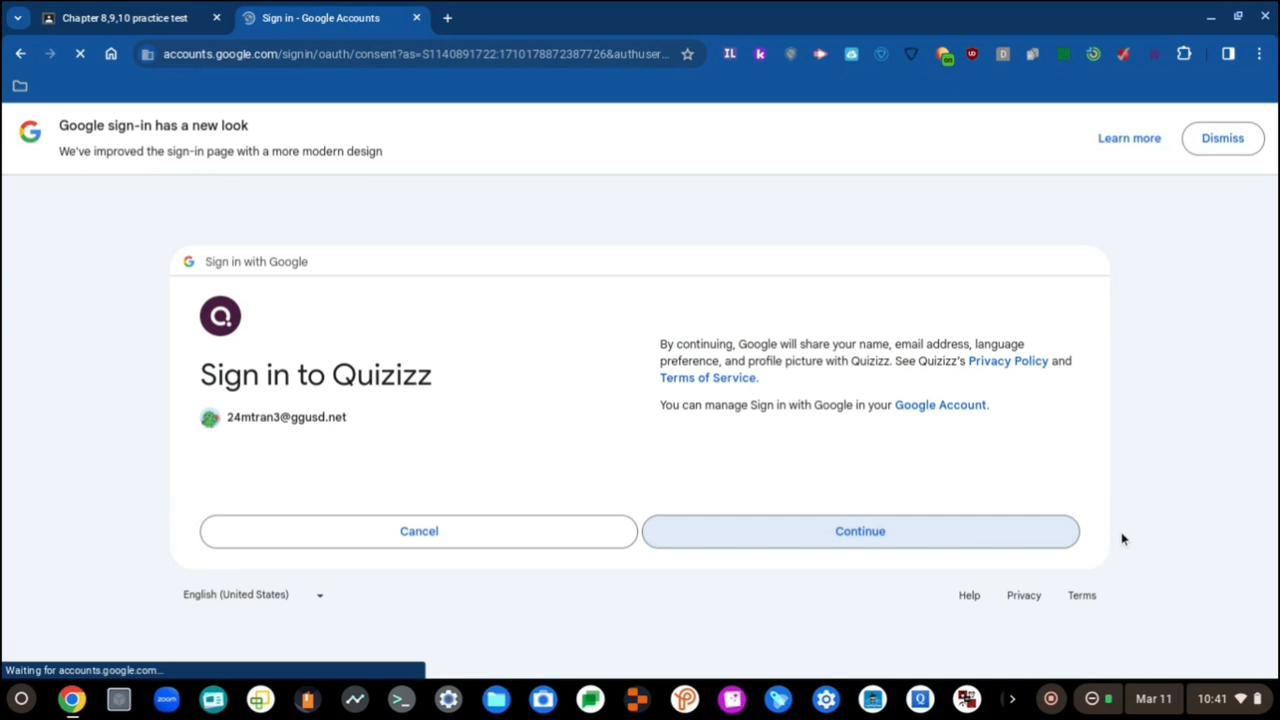 Chapter 8,9,10 practice test
Sign in - Google Accounts
accounts.google.com/signin/oauth/consent?as=S1140891722:1710178872387726&authuser...
Google sign-in has a new look
We've improved the sign-in page with a more modern design
Learn more
Dismiss
Sign in with Google
Sign in to Quizizz
24mtran3@ggusd.net
By continuing, Google will share your name, email address, language
preference, and profile picture with Quizizz. See Quizizz's Privacy Policy and
Terms of Service.
You can manage Sign in with Google in your Google Account.
Cancel
Continue
English (United States)
Help
Privacy
Terms
Waiting for accounts.google.com...
zoom
Mar 11
10:41